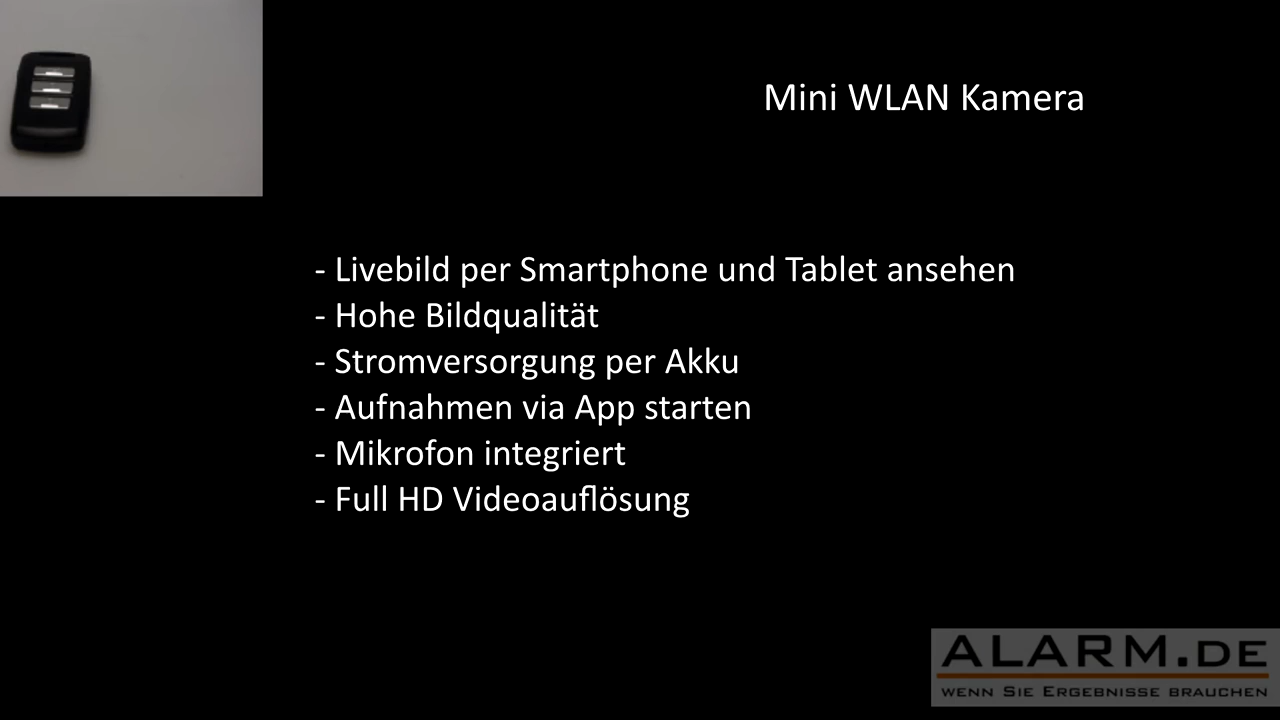 Mini WLAN Kamera
- Livebild per Smartphone und Tablet ansehen
- Hohe Bildqualität
- Stromversorgung per Akku
- Aufnahmen via App starten
- Mikrofon integriert
- Full HD Videoauflösung
ALARM.DE
WENN SIE ERGEBNISSE BRAUCHEN